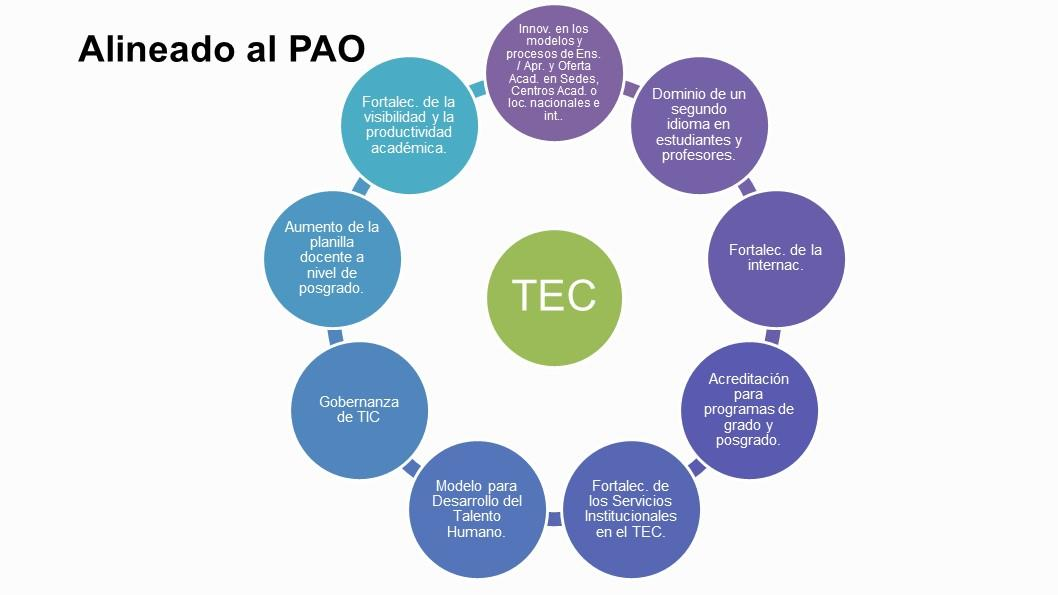 Alineado al PAO
Innov. en los
modelos y
procesos de Ens.
/ Apr. y Oferta
Acad. en Sedes,
Centros Acad. o
loc. nacionales e
int..
Dominio de un
segundo
idioma en
estudiantes y
profesores.
Fortalec. de la
internac.
Acreditación
para
programas de
grado y
posgrado.
Fortalec. de
los Servicios
Institucionales
en el TEC.
Modelo para
Desarrollo del
Talento
Humano.
Gobernanza
de TIC
Aumento de la
planilla
docente a
nivel de
posgrado.
Fortalec. de la
visibilidad y la
productividad
académica.
TEC